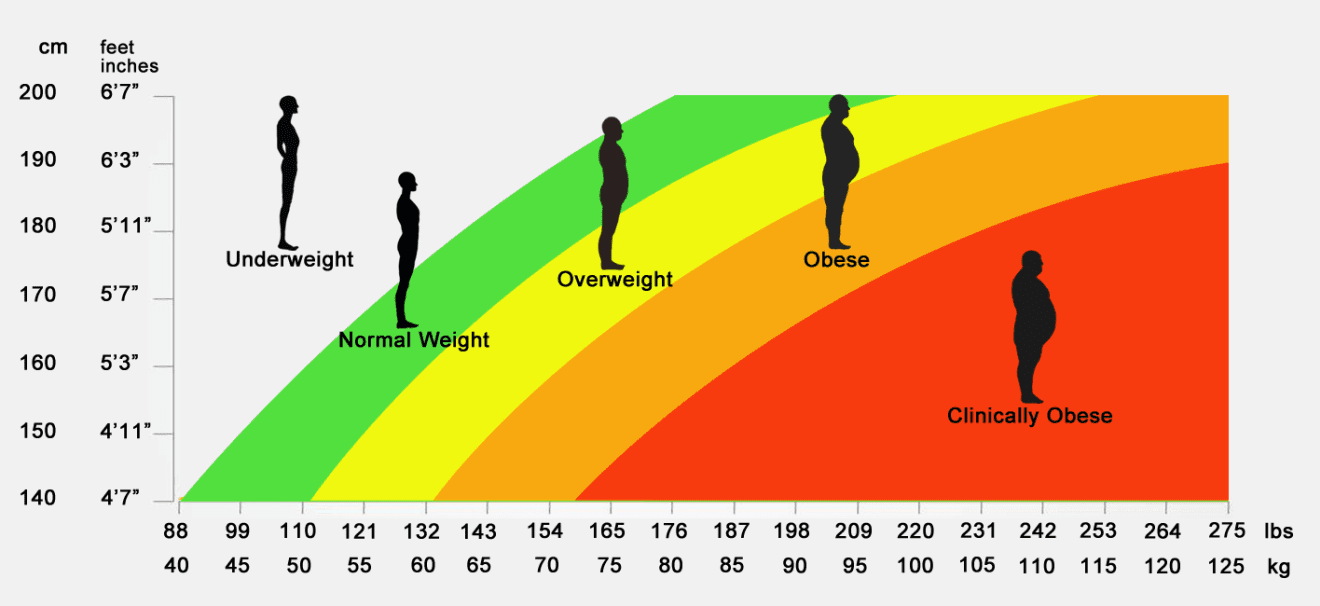 cm feet
inches
200 6’7”
190 6’3”
Underweight
180 5’11”
Obese
Overweight
170 5’7”
Normal Weight
160 5’3”
Clinically Obese
150 4’11”
140 4’7”
88 99 110 121 132 143 154 165 176 187 198 209 220 231 242 253 264 275 lbs
40 45 50 55 60 65 70 75 80 85 90 95 100 105 110 115 120 125 kg